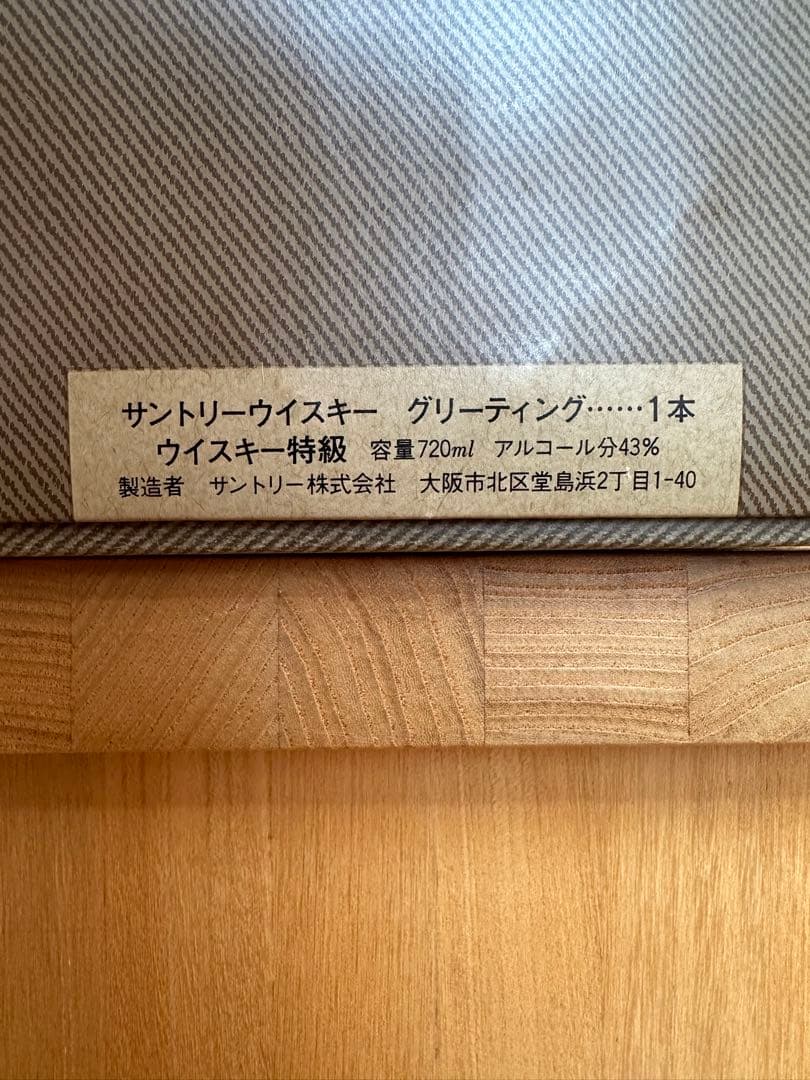 サントリーウイスキー　グリーティング……1本
ウイスキー特級　容量720ml　アルコール分43%
製造者　サントリー株式会社　大阪市北区堂島浜2丁目1-40